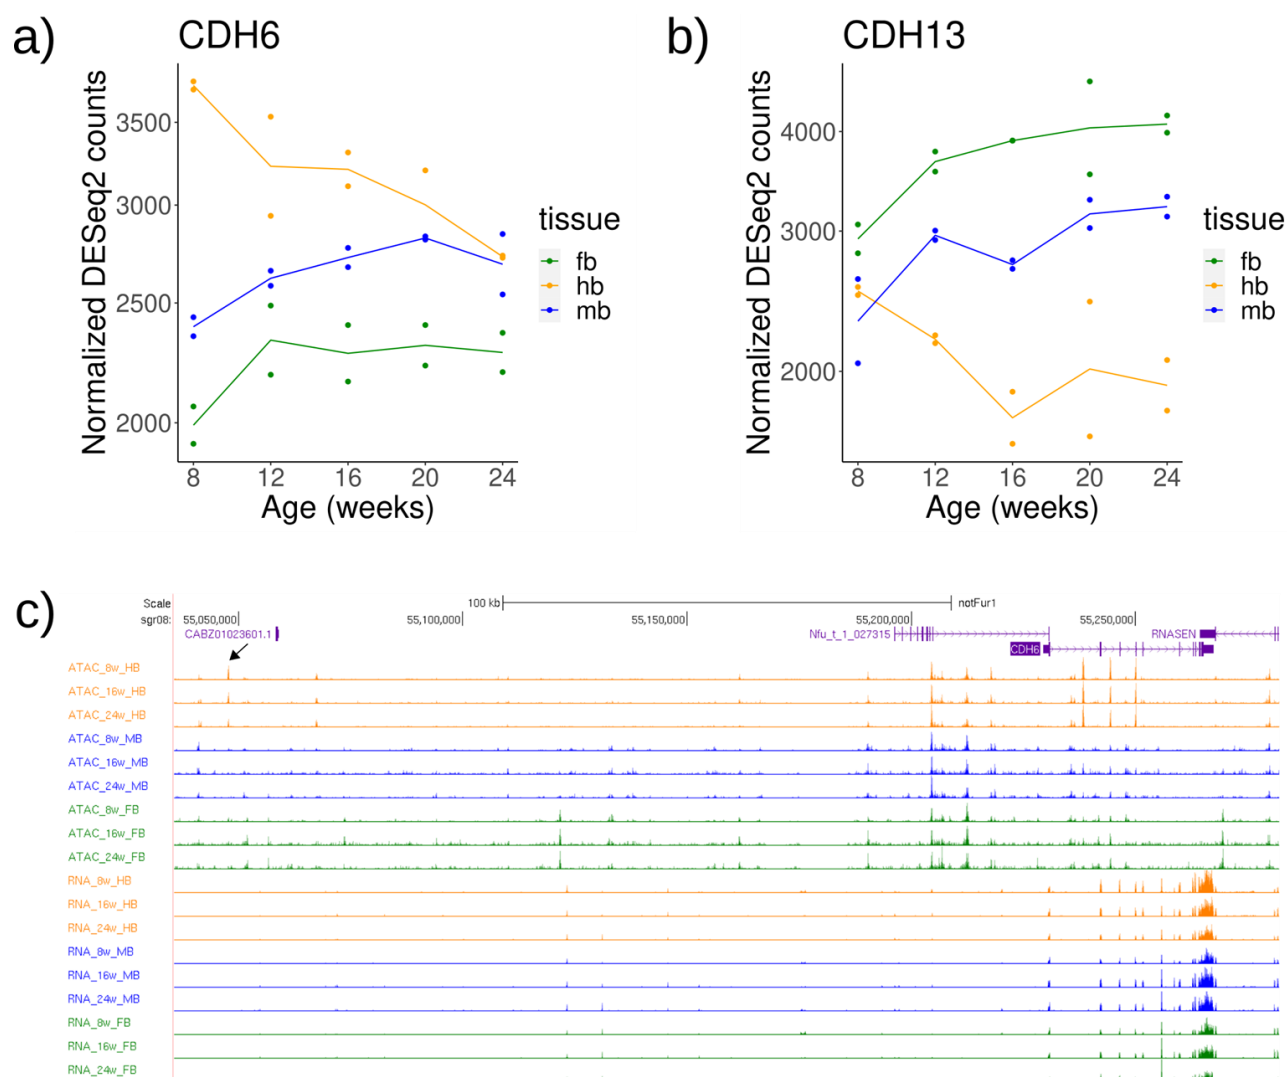 a)
CDH6
Normalized DESeq2 counts
3500
3000
2500
2000
8 12 16 20 24
Age (weeks)
tissue
fb
hb
mb
b)
CDH13
Normalized DESeq2 counts
4000
3000
2000
8 12 16 20 24
Age (weeks)
tissue
fb
hb
mb
c)
Scale 100 kb notFur1
sgr08: 55,050,000 55,100,000 55,150,000 55,200,000 55,250,000
CABZ01023601.1 Nfu_t_1_027315 RNASEN
CDH6
ATAC_8w_HB
ATAC_16w_HB
ATAC_24w_HB
ATAC_8w_MB
ATAC_16w_MB
ATAC_24w_MB
ATAC_8w_FB
ATAC_16w_FB
ATAC_24w_FB
RNA_8w_HB
RNA_16w_HB
RNA_24w_HB
RNA_8w_MB
RNA_16w_MB
RNA_24w_MB
RNA_8w_FB
RNA_16w_FB
RNA_24w_FB